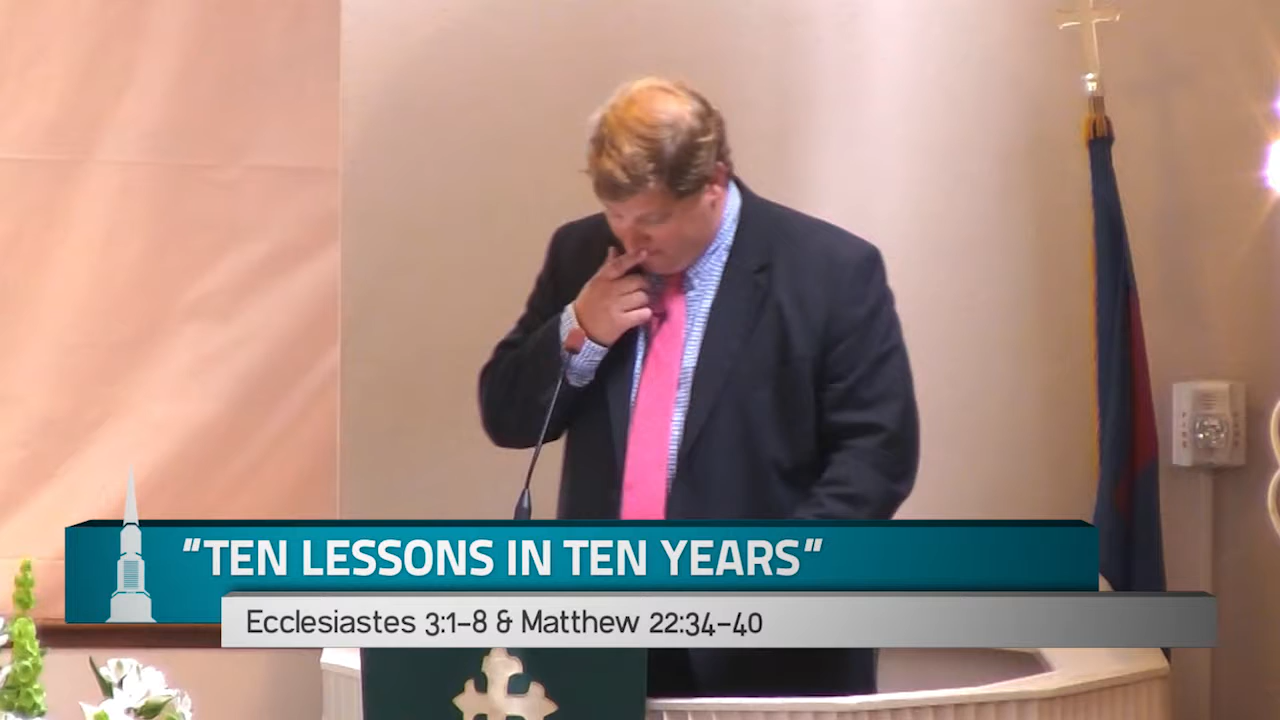 “TEN LESSONS IN TEN YEARS”
Ecclesiastes 3:1–8 & Matthew 22:34–40